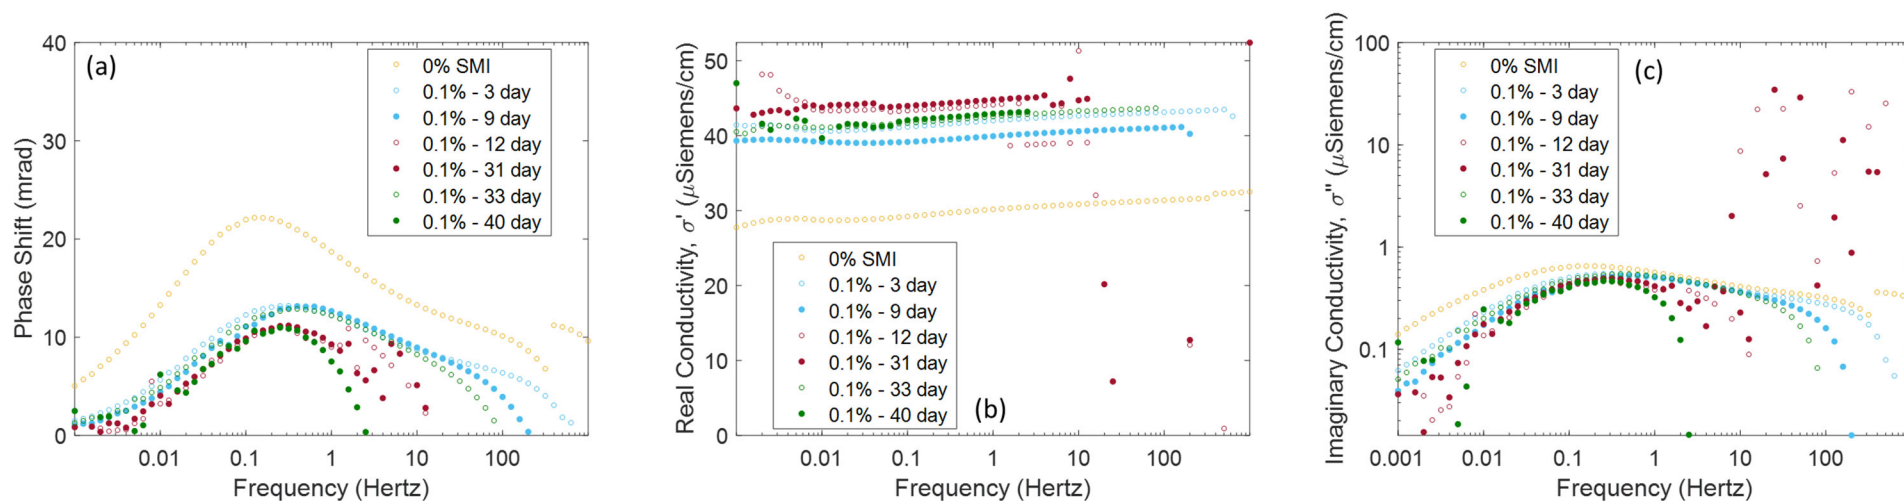 (a)
0% SMI
0.1% - 3 day
0.1% - 9 day
0.1% - 12 day
0.1% - 31 day
0.1% - 33 day
0.1% - 40 day
40
30
20
10
0
Phase Shift (mrad)
0.01
0.1
1
10
100
Frequency (Hertz)
50
40
30
20
10
0
Real Conductivity, σ' (μSiemens/cm)
0% SMI
0.1% - 3 day
0.1% - 9 day
0.1% - 12 day
0.1% - 31 day
0.1% - 33 day
0.1% - 40 day
(b)
0.01
0.1
1
10
100
Frequency (Hertz)
100
10
1
0.1
Imaginary Conductivity, σ'' (μSiemens/cm)
0% SMI
0.1% - 3 day
0.1% - 9 day
0.1% - 12 day
0.1% - 31 day
0.1% - 33 day
0.1% - 40 day
(c)
0.001
0.01
0.1
1
10
100
Frequency (Hertz)